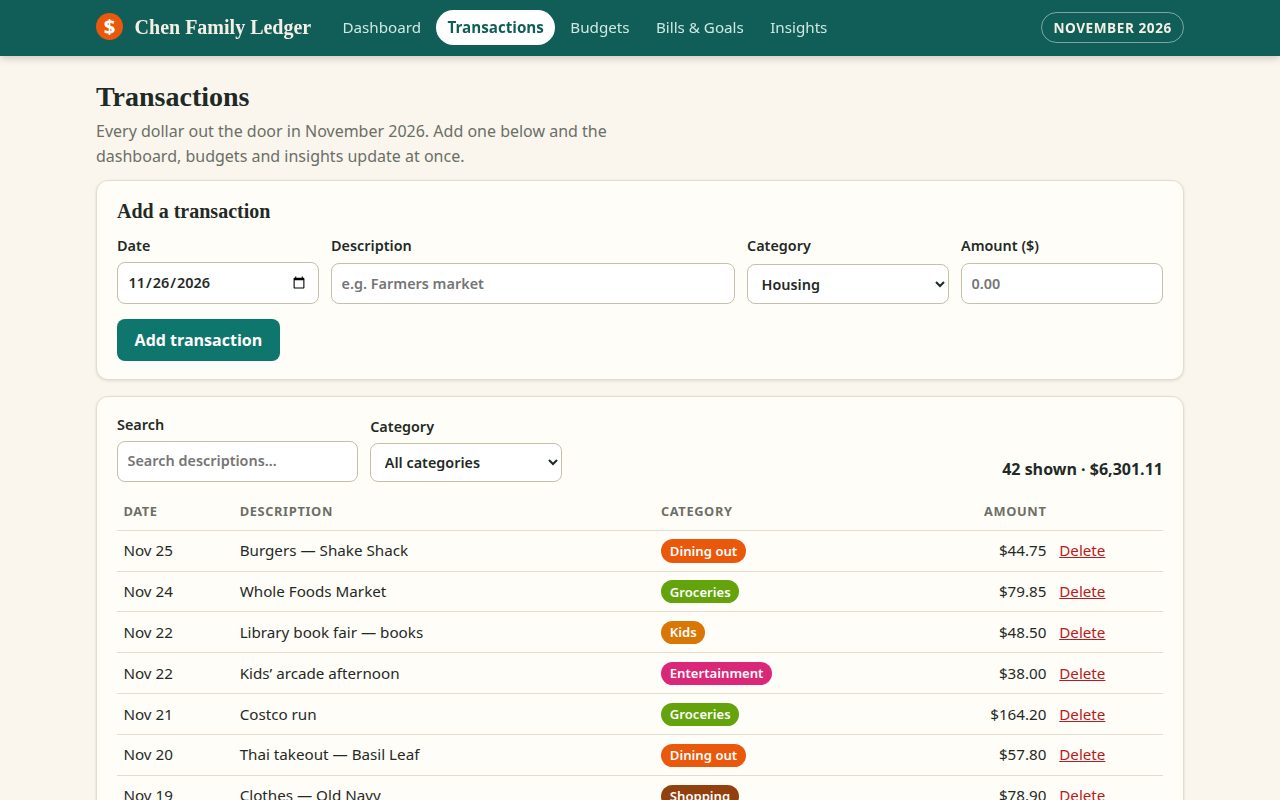 $ Chen Family Ledger Dashboard Transactions Budgets Bills & Goals Insights NOVEMBER 2026
Transactions
Every dollar out the door in November 2026. Add one below and the
dashboard, budgets and insights update at once.
Add a transaction
Date Description Category Amount ($)
11/26/2026 e.g. Farmers market Housing 0.00
Add transaction
Search Category
Search descriptions... All categories
42 shown · $6,301.11
DATE DESCRIPTION CATEGORY AMOUNT
Nov 25 Burgers — Shake Shack Dining out $44.75 Delete
Nov 24 Whole Foods Market Groceries $79.85 Delete
Nov 22 Library book fair — books Kids $48.50 Delete
Nov 22 Kids’ arcade afternoon Entertainment $38.00 Delete
Nov 21 Costco run Groceries $164.20 Delete
Nov 20 Thai takeout — Basil Leaf Dining out $57.80 Delete
Nov 19 Clothes — Old Navy Shopping $78.90 Delete